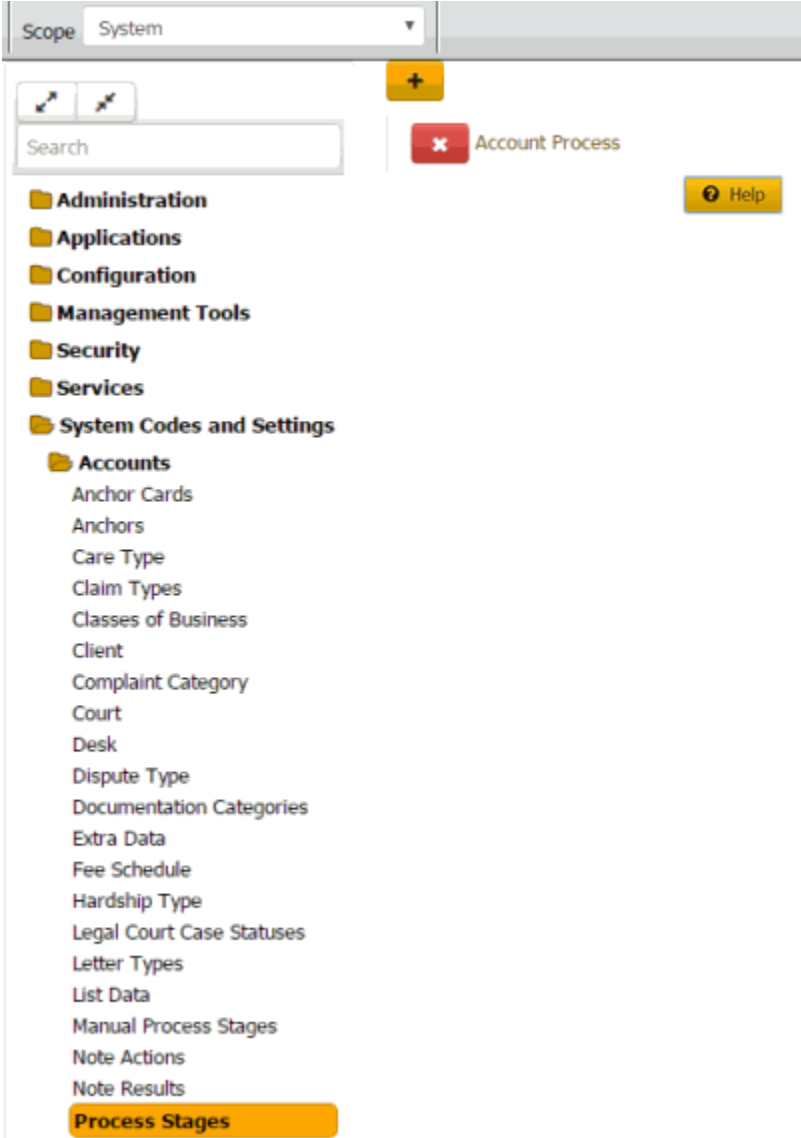 Scope System
Search
Account Process
Help
Administration
Applications
Configuration
Management Tools
Security
Services
System Codes and Settings
Accounts
Anchor Cards
Anchors
Care Type
Claim Types
Classes of Business
Client
Complaint Category
Court
Desk
Dispute Type
Documentation Categories
Extra Data
Fee Schedule
Hardship Type
Legal Court Case Statuses
Letter Types
List Data
Manual Process Stages
Note Actions
Note Results
Process Stages